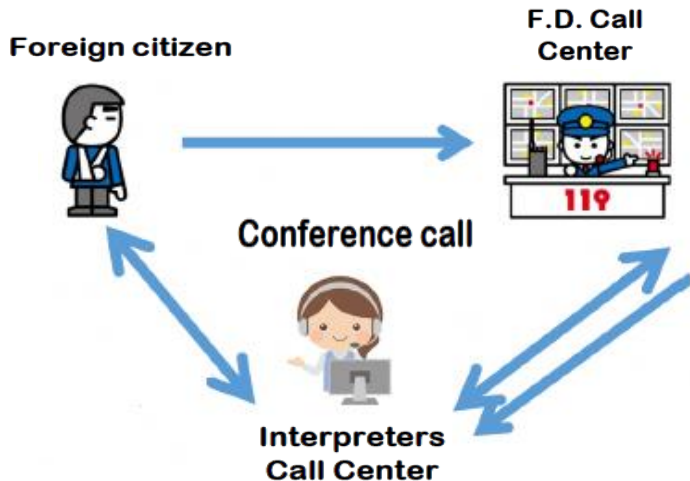 Foreign citizen
F.D. Call
Center
119
Conference call
Interpreters
Call Center